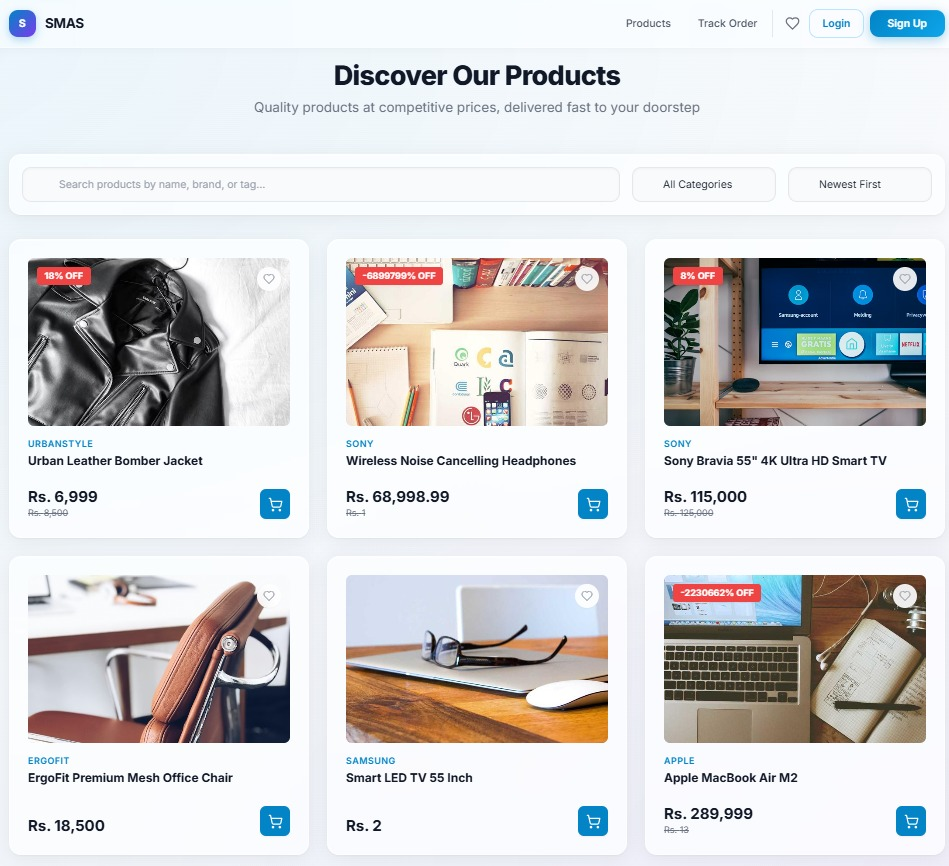 S SMAS Products Track Order Login Sign Up
Discover Our Products
Quality products at competitive prices, delivered fast to your doorstep
Search products by name, brand, or tag...
All Categories
Newest First
18% OFF
URBANSTYLE
Urban Leather Bomber Jacket
Rs. 6,999
Rs. 8,500
-6899799% OFF
Quark
SONY
Wireless Noise Cancelling Headphones
Rs. 68,998.99
Rs. 1
8% OFF
Samsung-account
Melding
GRATIS
NETFLIX
SONY
Sony Bravia 55" 4K Ultra HD Smart TV
Rs. 115,000
Rs. 125,000
ERGOFIT
ErgoFit Premium Mesh Office Chair
Rs. 18,500
SAMSUNG
Smart LED TV 55 Inch
Rs. 2
-2230662% OFF
APPLE
Apple MacBook Air M2
Rs. 289,999
Rs. 13